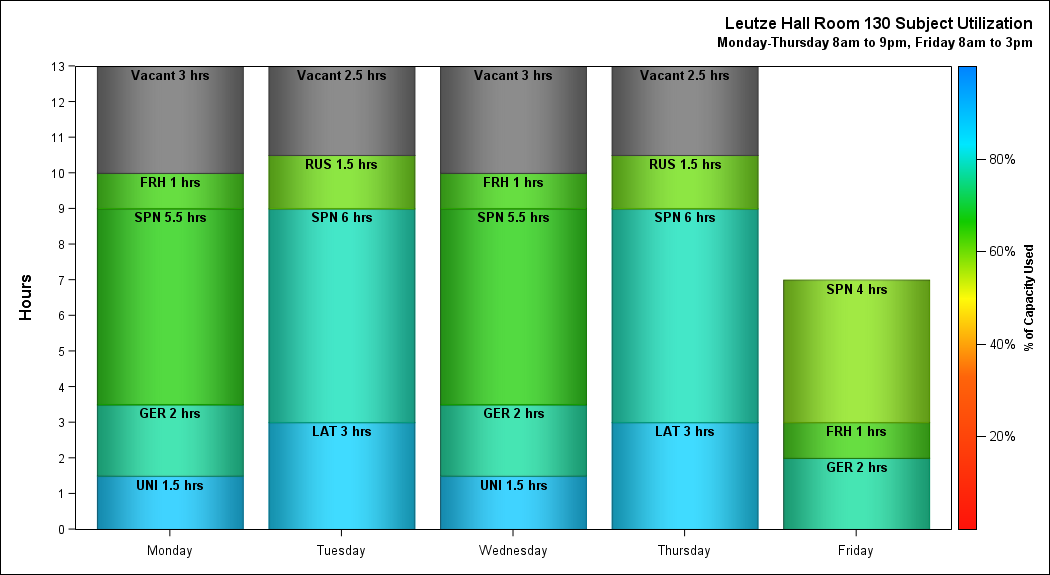 Leutze Hall Room 130 Subject Utilization
Monday-Thursday 8am to 9pm, Friday 8am to 3pm
Hours
13
12
11
10
9
8
7
6
5
4
3
2
1
0
Vacant 3 hrs
FRH 1 hrs
SPN 5.5 hrs
GER 2 hrs
UNI 1.5 hrs
Monday
Vacant 2.5 hrs
RUS 1.5 hrs
SPN 6 hrs
LAT 3 hrs
Tuesday
Vacant 3 hrs
FRH 1 hrs
SPN 5.5 hrs
GER 2 hrs
UNI 1.5 hrs
Wednesday
Vacant 2.5 hrs
RUS 1.5 hrs
SPN 6 hrs
LAT 3 hrs
Thursday
SPN 4 hrs
FRH 1 hrs
GER 2 hrs
Friday
80%
60%
40%
20%
% of Capacity Used